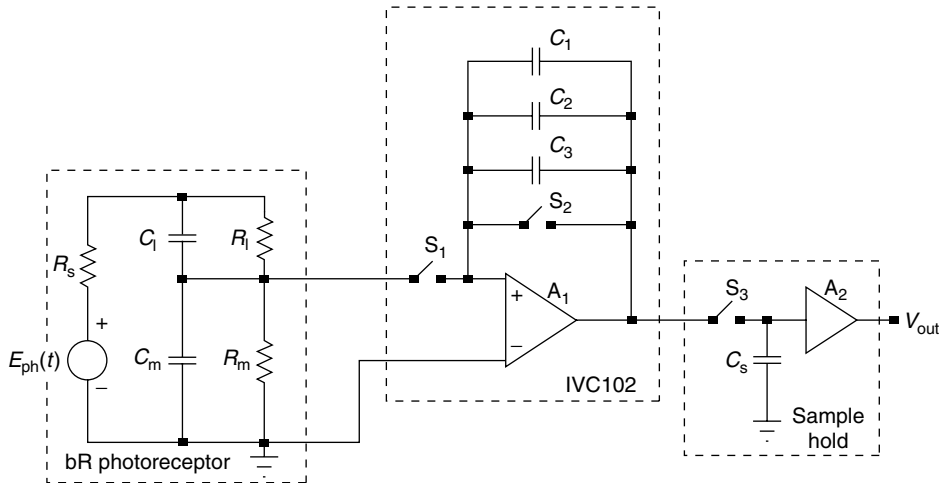 C₁
C₂
C₃
S₂
S₁
+
A₁
−
IVC102
Rₛ
Cₗ
Rₗ
+
Eₚₕ(t)
−
Cₘ
Rₘ
bR photoreceptor
S₃
A₂
Vₒᵤₜ
Cₛ
Sample
hold